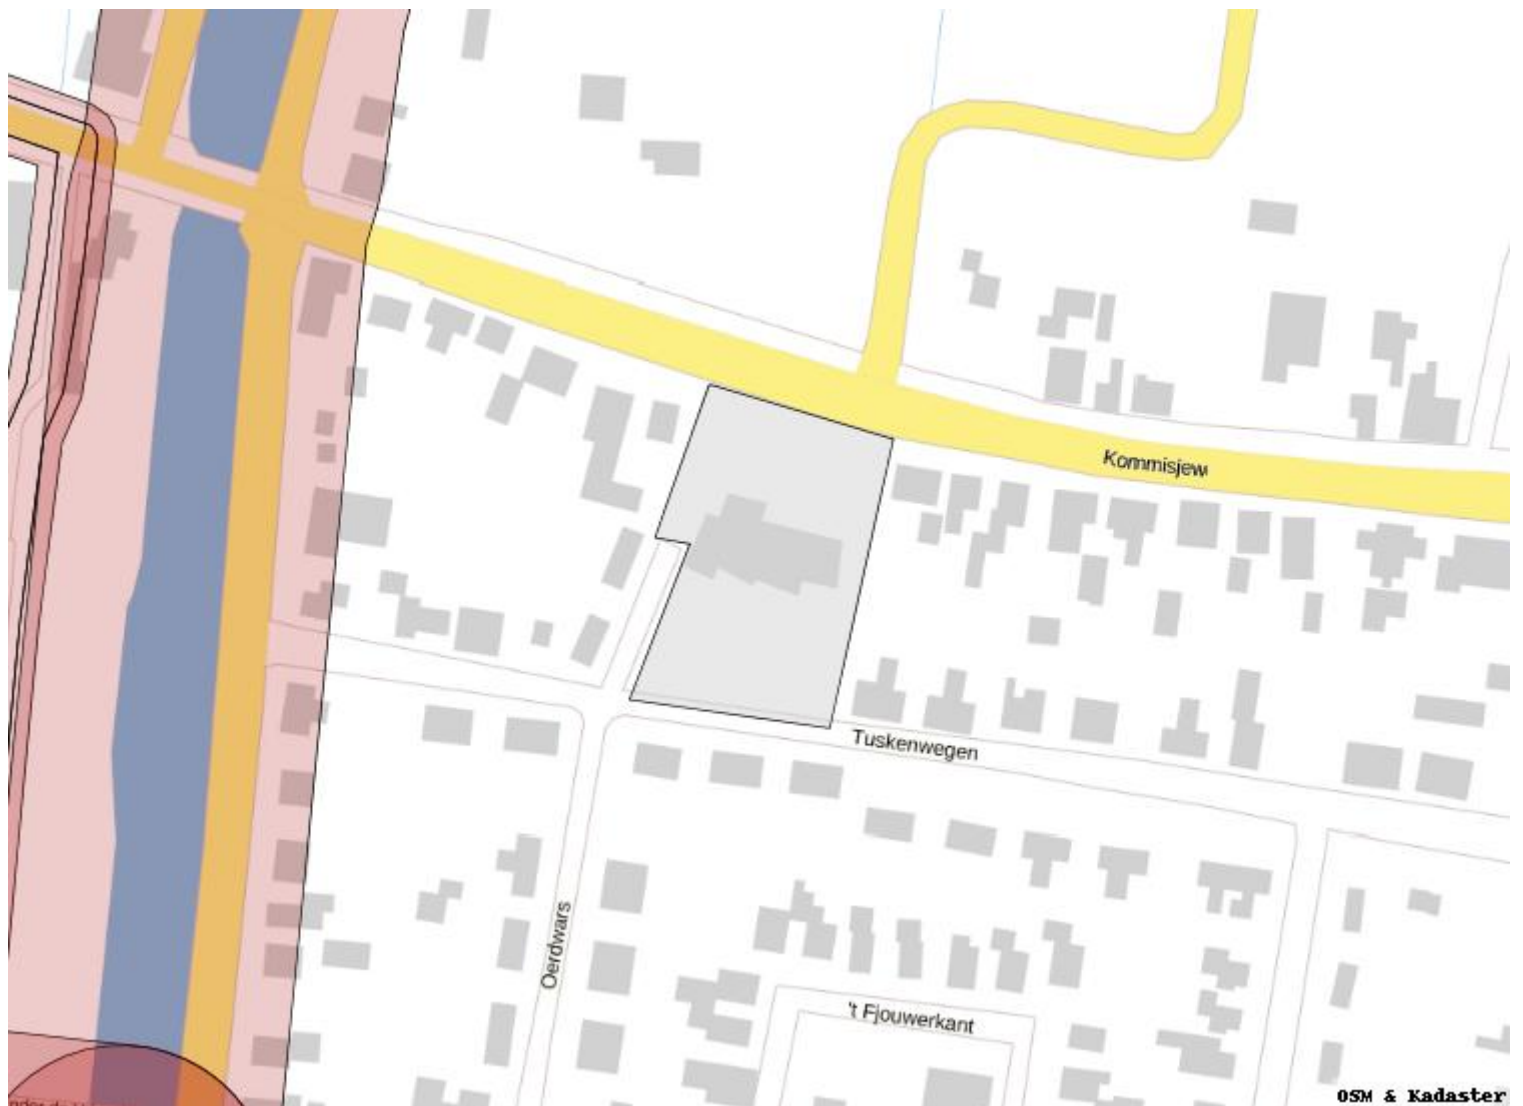 Kommisjew
Tuskenwegen
Oerdwars
't Fjouwerkant
OSM & Kadaster